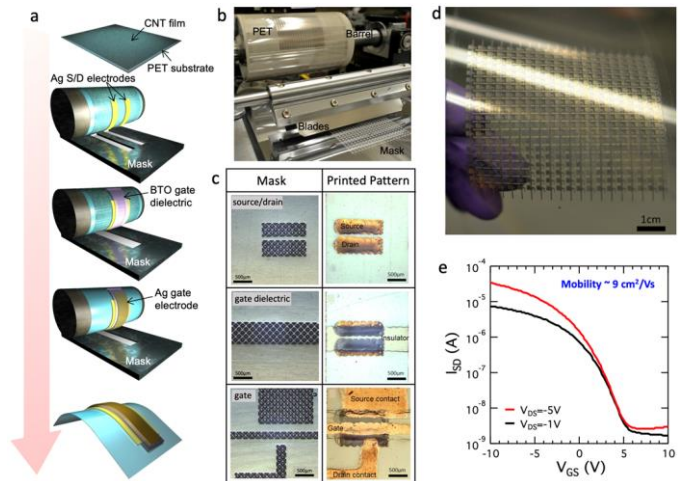 a
CNT film
PET substrate
Ag S/D electrodes
Mask
BTO gate
dielectric
Mask
Ag gate
electrode
Mask
b
PET
Barrel
Blades
Mask
c
Mask
Printed Pattern
source/drain
500μm
Source
Drain
500μm
gate dielectric
500μm
insulator
500μm
gate
500μm
Source contact
Gate
Drain contact
500μm
d
1cm
e
Mobility ~ 9 cm²/Vs
I_SD (A)
10⁻⁴
10⁻⁵
10⁻⁶
10⁻⁷
10⁻⁸
10⁻⁹
V_DS=-5V
V_DS=-1V
-10
-5
0
5
10
V_GS (V)